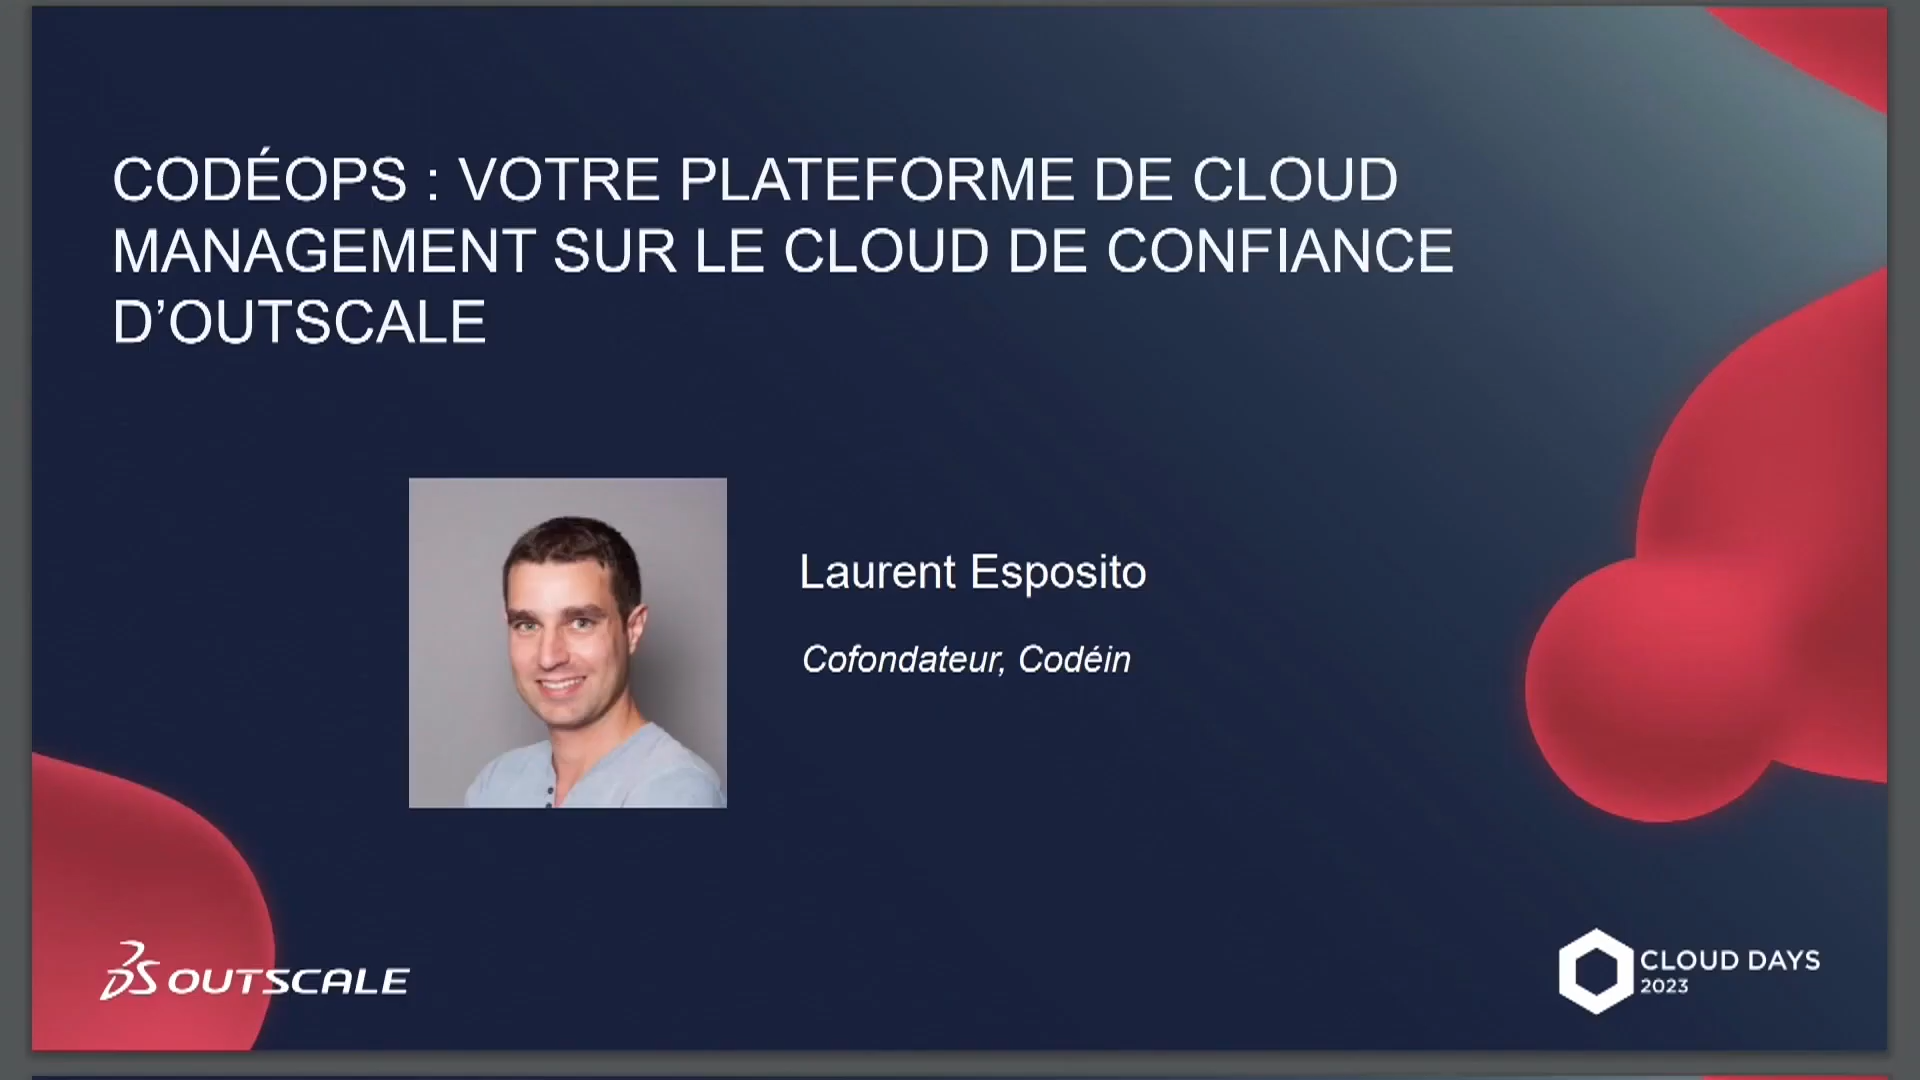 CODÉOPS : VOTRE PLATEFORME DE CLOUD
MANAGEMENT SUR LE CLOUD DE CONFIANCE
D’OUTSCALE
Laurent Esposito
Cofondateur, Codéin
3DS OUTSCALE
CLOUD DAYS
2023